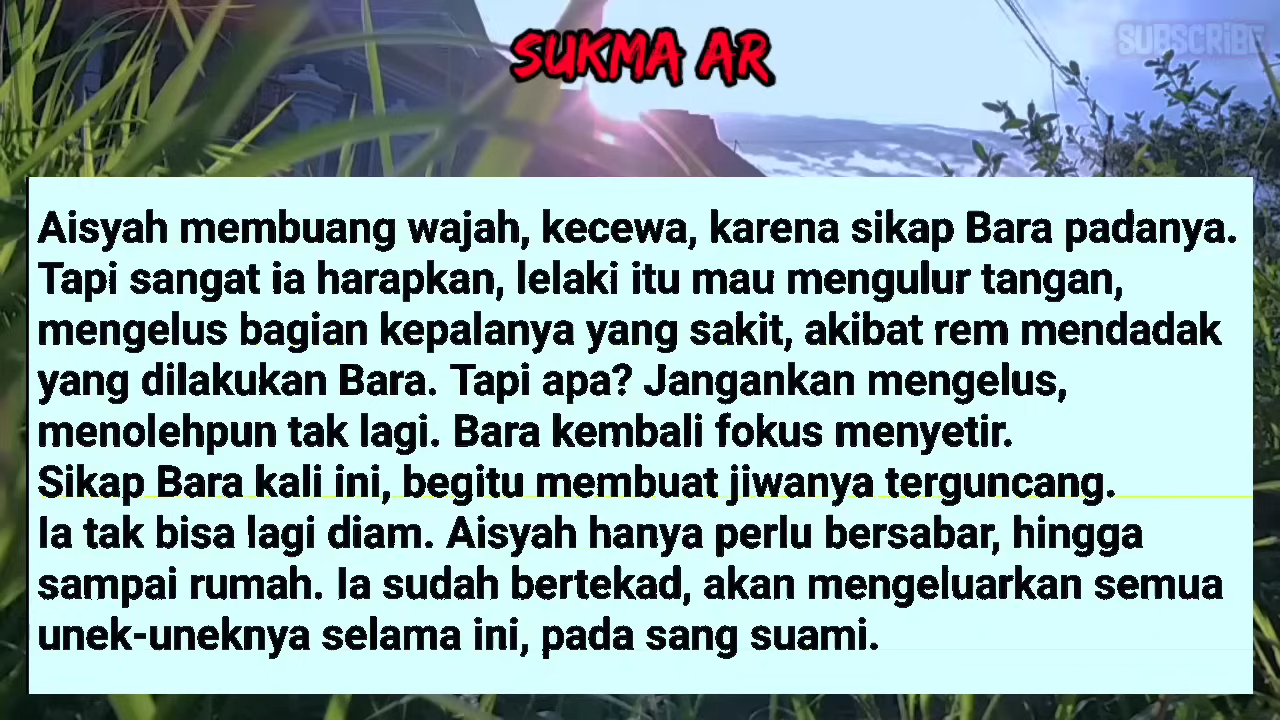 SUKMA AR
SUBSCRIBE
Aisyah membuang wajah, kecewa, karena sikap Bara padanya.
Tapi sangat ia harapkan, lelaki itu mau mengulur tangan,
mengelus bagian kepalanya yang sakit, akibat rem mendadak
yang dilakukan Bara. Tapi apa? Jangankan mengelus,
menolehpun tak lagi. Bara kembali fokus menyetir.
Sikap Bara kali ini, begitu membuat jiwanya terguncang.
Ia tak bisa lagi diam. Aisyah hanya perlu bersabar, hingga
sampai rumah. Ia sudah bertekad, akan mengeluarkan semua
unek-uneknya selama ini, pada sang suami.